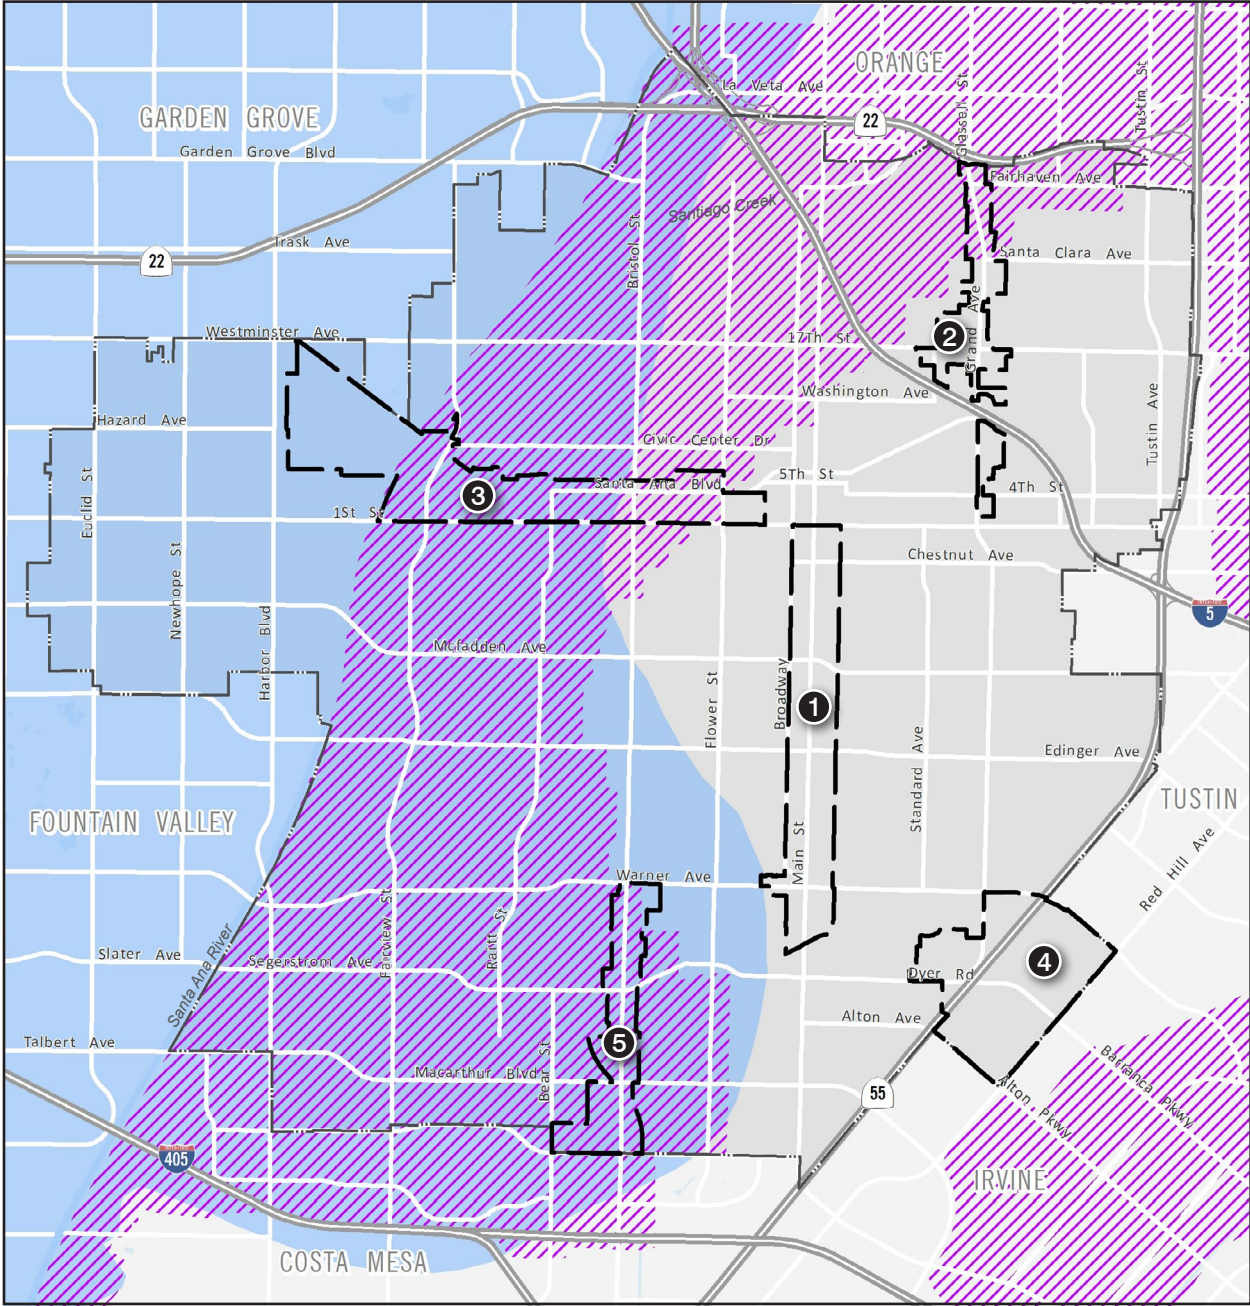 ORANGE
La Veta Ave
Glassell St
Tustin St
GARDEN GROVE
22
Garden Grove Blvd
Fairhaven Ave
Santiago Creek
Bristol St
Trask Ave
Santa Clara Ave
22
Westminster Ave
17Th St
2
Grand Ave
Washington Ave
Tustin Ave
Hazard Ave
Civic Center Dr
5Th St
Euclid St
3
Santa Ana Blvd
4Th St
1St St
Chestnut Ave
Newhope St
5
Harbor Blvd
Mcfadden Ave
Flower St
Broadway
1
Standard Ave
Edinger Ave
TUSTIN
FOUNTAIN VALLEY
Main St
Red Hill Ave
Warner Ave
Fairview St
Raitt St
Santa Ana River
Slater Ave
Segerstrom Ave
Dyer Rd
4
Alton Ave
Talbert Ave
5
Bear St
Macarthur Blvd
55
Barranca Pkwy
Alton Pkwy
405
IRVINE
COSTA MESA